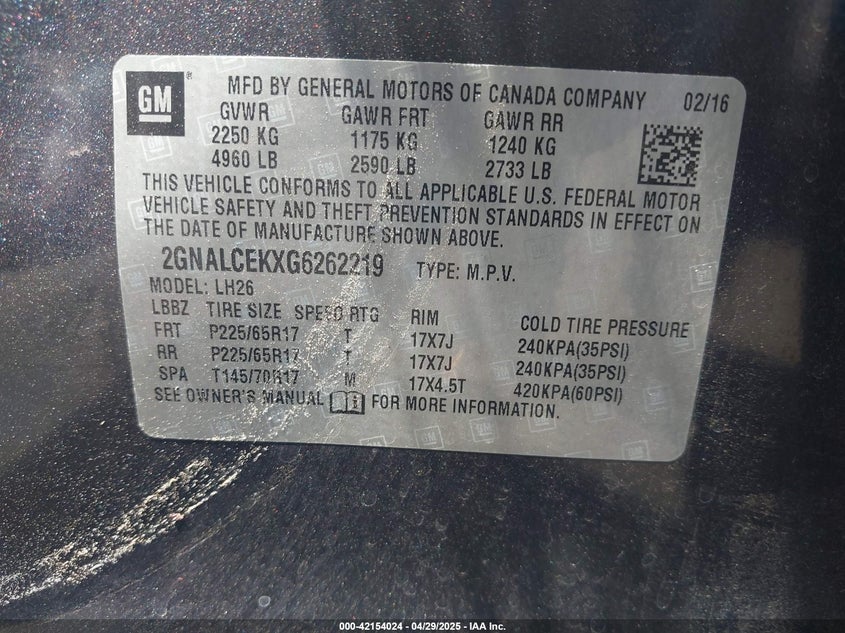 GM
MFD BY GENERAL MOTORS OF CANADA COMPANY 02/16
GVWR GAWR FRT GAWR RR
2250 KG 1175 KG 1240 KG
4960 LB 2590 LB 2733 LB
THIS VEHICLE CONFORMS TO ALL APPLICABLE U.S. FEDERAL MOTOR
VEHICLE SAFETY AND THEFT PREVENTION STANDARDS IN EFFECT ON
THE DATE OF MANUFACTURE SHOWN ABOVE.
2GNALCEKXG6262219 TYPE: M.P.V.
MODEL: LH26
LBBZ TIRE SIZE SPEED RTG RIM COLD TIRE PRESSURE
FRT P225/65R17 T 17X7J 240KPA(35PSI)
RR P225/65R17 T 17X7J 240KPA(35PSI)
SPA T145/70R17 M 17X4.5T 420KPA(60PSI)
SEE OWNER'S MANUAL FOR MORE INFORMATION.
000-42154024 - 04/29/2025 - IAA Inc.